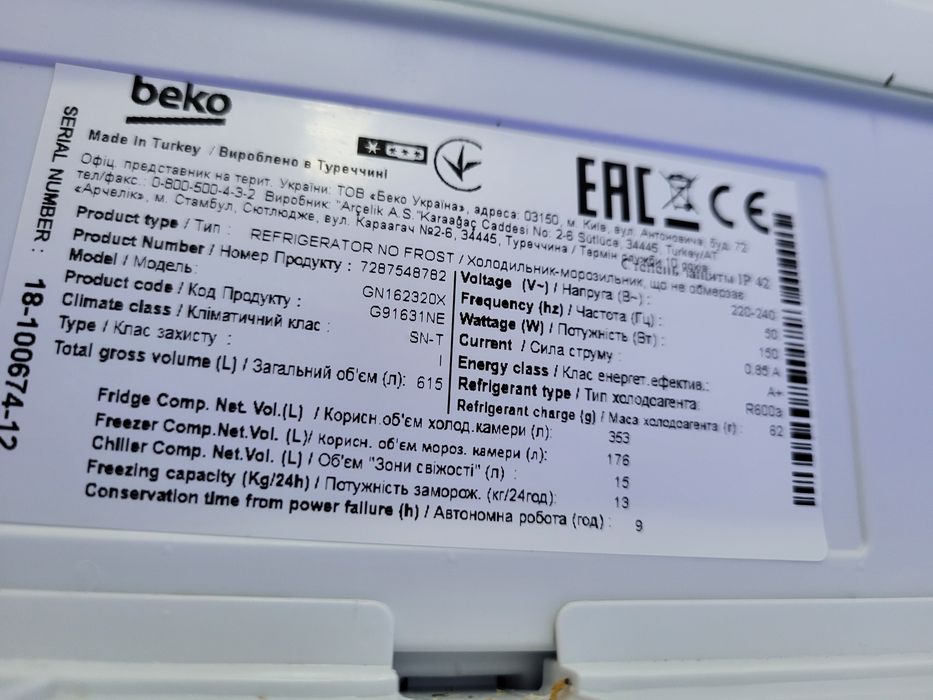 beko
Made in Turkey / Вироблено в Туреччині
EAC CE
Офіц. представник на терит. України: ТОВ «Беко Україна», адреса: 03150, м. Київ, вул. Антоновича, буд. 72
тел/факс.: 0-800-500-4-3-2 Виробник: "Arçelik A.S."Karaağaç Caddesi No: 2-6 Sütlüce, 34445, Turkey/АТ
«Арчелік», м. Стамбул, Сютлюдже, вул. Караагач №2-6, 34445, Туреччина / Термін служби 10 років.
Степень защиты IP 42
Product type / Тип : REFRIGERATOR NO FROST / Холодильник-морозильник, що не обмерзає
Product Number / Номер Продукту : 7287548782
Model / Модель: GN162320X
Product code / Код Продукту : G91631NE
Climate class / Кліматичний клас : SN-T
Type / Клас захисту : I
Total gross volume (L) / Загальний об'єм (л): 615
Voltage (V~) / Напруга (В~) : 220-240
Frequency (hz) / Частота (Гц) : 50
Wattage (W) / Потужність (Вт) : 150
Current / Сила струму : 0.85 A
Energy class / Клас енергет.ефектив.: A+
Refrigerant type / Тип холодоагента: R600a
Refrigerant charge (g) / Маса холодоагента (г): 62
Fridge Comp. Net. Vol.(L) / Корисн.об'єм холод.камери (л): 353
Freezer Comp.Net.Vol. (L)/ Корисн. об'єм мороз. камери (л): 176
Chiller Comp. Net.Vol. (L) / Об'єм "Зони свіжості" (л) : 15
Freezing capacity (Kg/24h) / Потужність заморож. (кг/24год): 13
Conservation time from power failure (h) / Автономна робота (год) : 9
SERIAL NUMBER : 18-100674-12